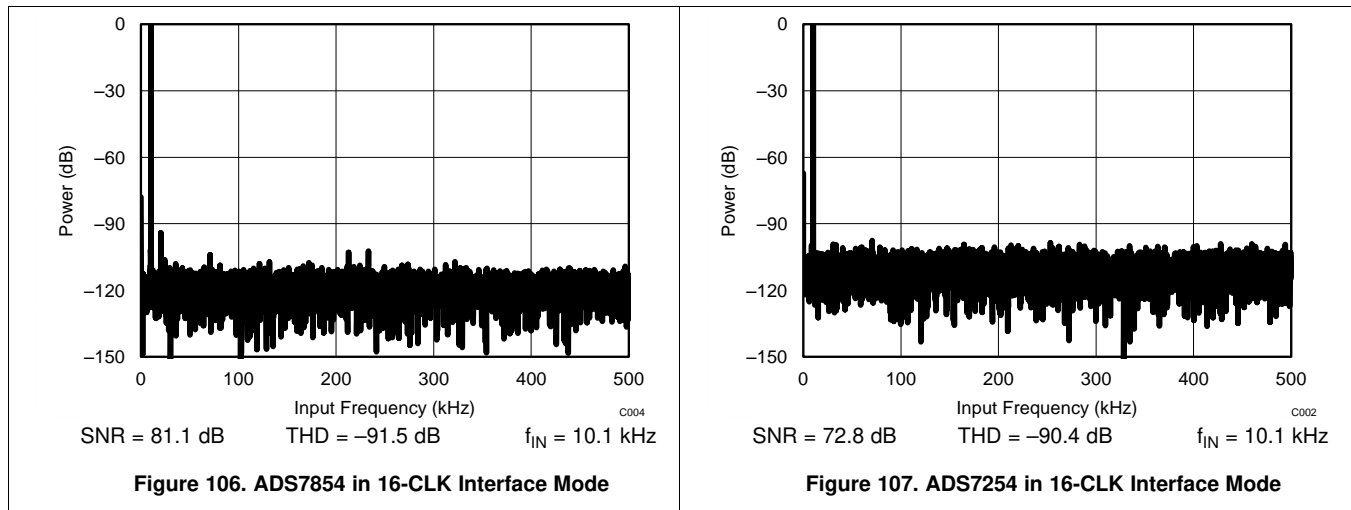 0
−30
−60
−90
−120
−150
Power (dB)
0 100 200 300 400 500
Input Frequency (kHz)
C004
SNR = 81.1 dB THD = −91.5 dB fIN = 10.1 kHz
Figure 106. ADS7854 in 16-CLK Interface Mode
0
−30
−60
−90
−120
−150
Power (dB)
0 100 200 300 400 500
Input Frequency (kHz)
C002
SNR = 72.8 dB THD = −90.4 dB fIN = 10.1 kHz
Figure 107. ADS7254 in 16-CLK Interface Mode